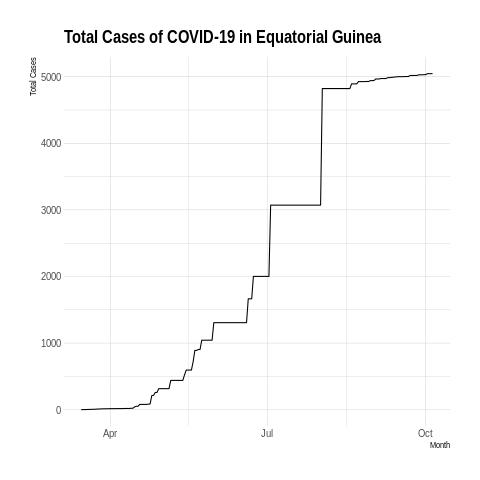 Total Cases of COVID-19 in Equatorial Guinea
Total Cases
5000
4000
3000
2000
1000
0
Apr
Jul
Oct
Month